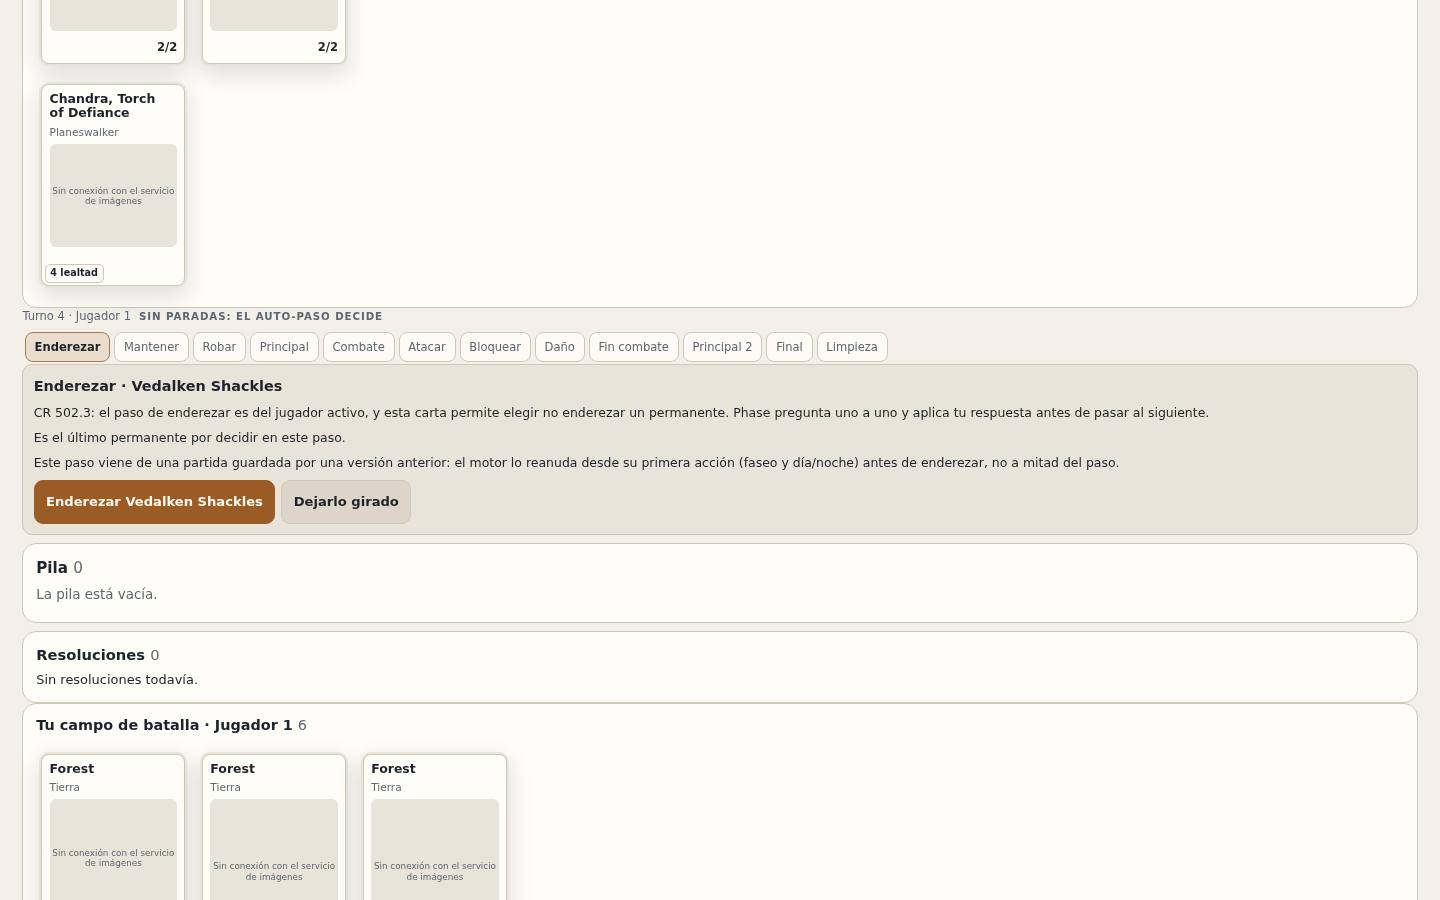 2/2
2/2
Chandra, Torch
of Defiance
Planeswalker
Sin conexión con el servicio
de imágenes
4 lealtad
Turno 4 · Jugador 1 SIN PARADAS: EL AUTO-PASO DECIDE
Enderezar Mantener Robar Principal Combate Atacar Bloquear Daño Fin combate Principal 2 Final Limpieza
Enderezar · Vedalken Shackles
CR 502.3: el paso de enderezar es del jugador activo, y esta carta permite elegir no enderezar un permanente. Phase pregunta uno a uno y aplica tu respuesta antes de pasar al siguiente.
Es el último permanente por decidir en este paso.
Este paso viene de una partida guardada por una versión anterior: el motor lo reanuda desde su primera acción (faseo y día/noche) antes de enderezar, no a mitad del paso.
Enderezar Vedalken Shackles Dejarlo girado
Pila 0
La pila está vacía.
Resoluciones 0
Sin resoluciones todavía.
Tu campo de batalla · Jugador 1 6
Forest Forest Forest
Tierra Tierra Tierra
Sin conexión con el servicio
de imágenes
Sin conexión con el servicio
de imágenes
Sin conexión con el servicio
de imágenes